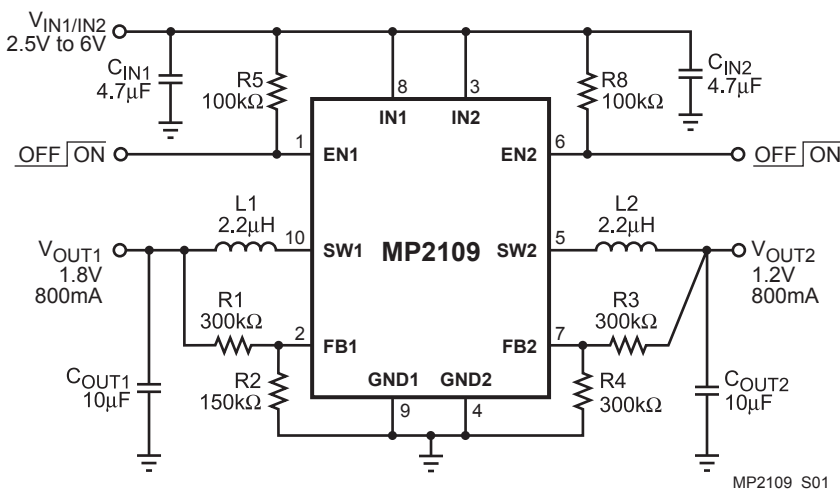 VIN1/IN2
2.5V to 6V
CIN1
4.7µF
R5
100kΩ
8
IN1
3
IN2
R8
100kΩ
CIN2
4.7µF
OFF ON
1
EN1
EN2
6
OFF ON
VOUT1
1.8V
800mA
L1
2.2µH
10
SW1
MP2109
SW2
5
L2
2.2µH
VOUT2
1.2V
800mA
R1
300kΩ
2
FB1
FB2
7
R3
300kΩ
COUT1
10µF
R2
150kΩ
GND1
9
GND2
4
R4
300kΩ
COUT2
10µF
MP2109_S01